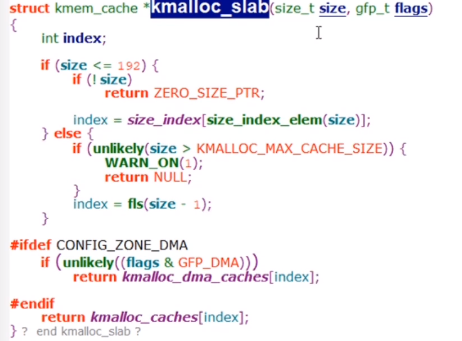 struct kmem_cache *kmalloc_slab(size_t size, gfp_t flags)
{
int index;
if (size <= 192) {
if (!size)
return ZERO_SIZE_PTR;
index = size_index[size_index_elem(size)];
} else {
if (unlikely(size > KMALLOC_MAX_CACHE_SIZE)) {
WARN_ON(1);
return NULL;
}
index = fls(size - 1);
}
#ifdef CONFIG_ZONE_DMA
if (unlikely((flags & GFP_DMA)))
return kmalloc_dma_caches[index];
#endif
return kmalloc_caches[index];
} ? end kmalloc_slab ?